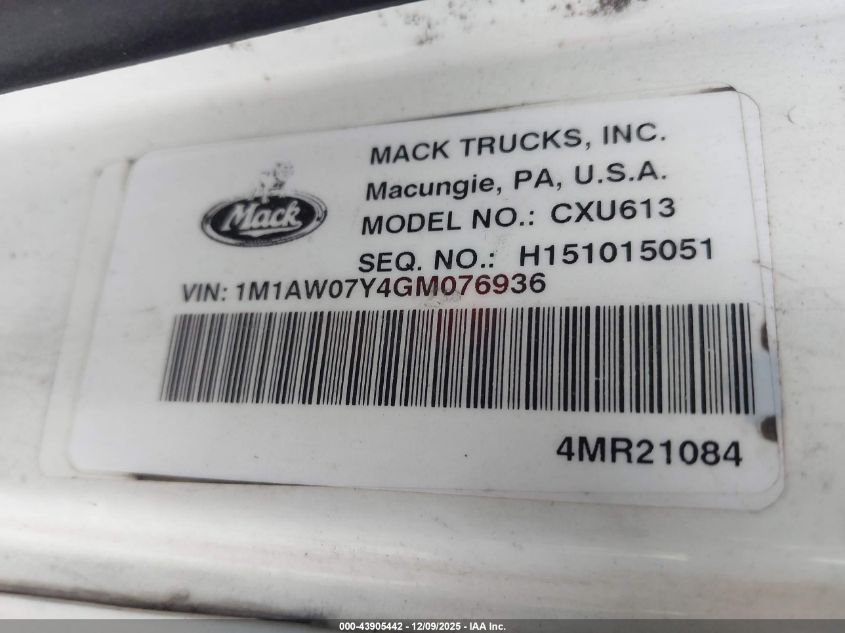 Mack
MACK TRUCKS, INC.
Macungie, PA, U.S.A.
MODEL NO.: CXU613
SEQ. NO.: H151015051
VIN: 1M1AW07Y4GM076936
4MR21084
000-43905442 - 12/09/2025 - IAA Inc.